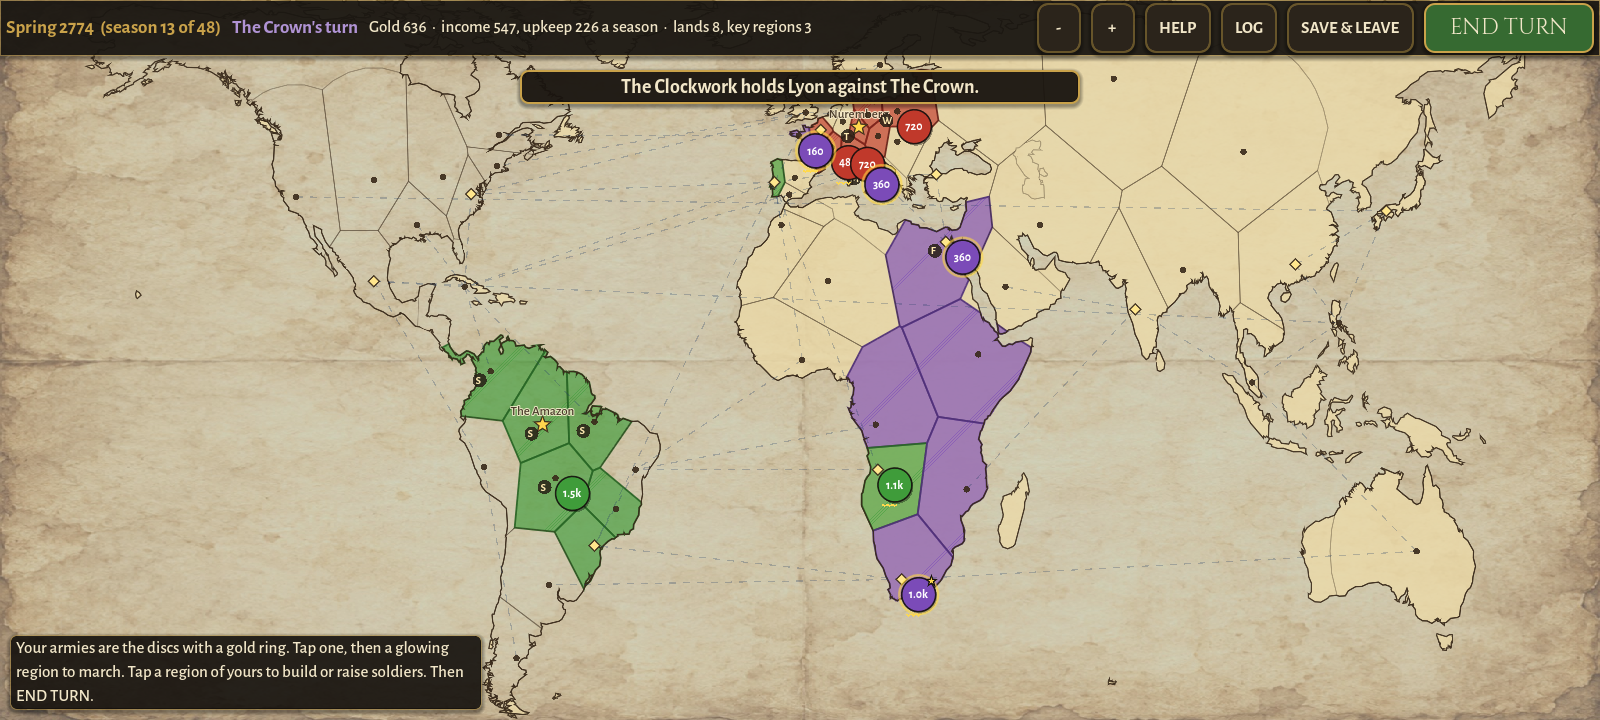 Spring 2774 (season 13 of 48) The Crown's turn Gold 636 · income 547, upkeep 226 a season · lands 8, key regions 3
- + HELP LOG SAVE & LEAVE END TURN
The Clockwork holds Lyon against The Crown.
W
720
T
160
48
720
360
F
360
S
The Amazon
S
S
S
1.5k
1.1k
1.0k
Your armies are the discs with a gold ring. Tap one, then a glowing
region to march. Tap a region of yours to build or raise soldiers. Then
END TURN.